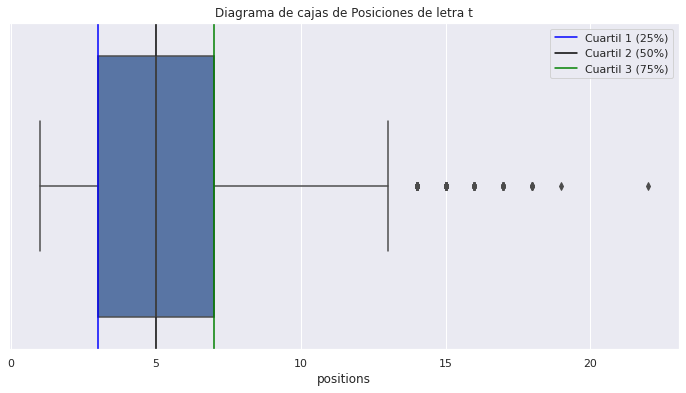 Diagrama de cajas de Posiciones de letra t
Cuartil 1 (25%)
Cuartil 2 (50%)
Cuartil 3 (75%)
0 5 10 15 20
positions